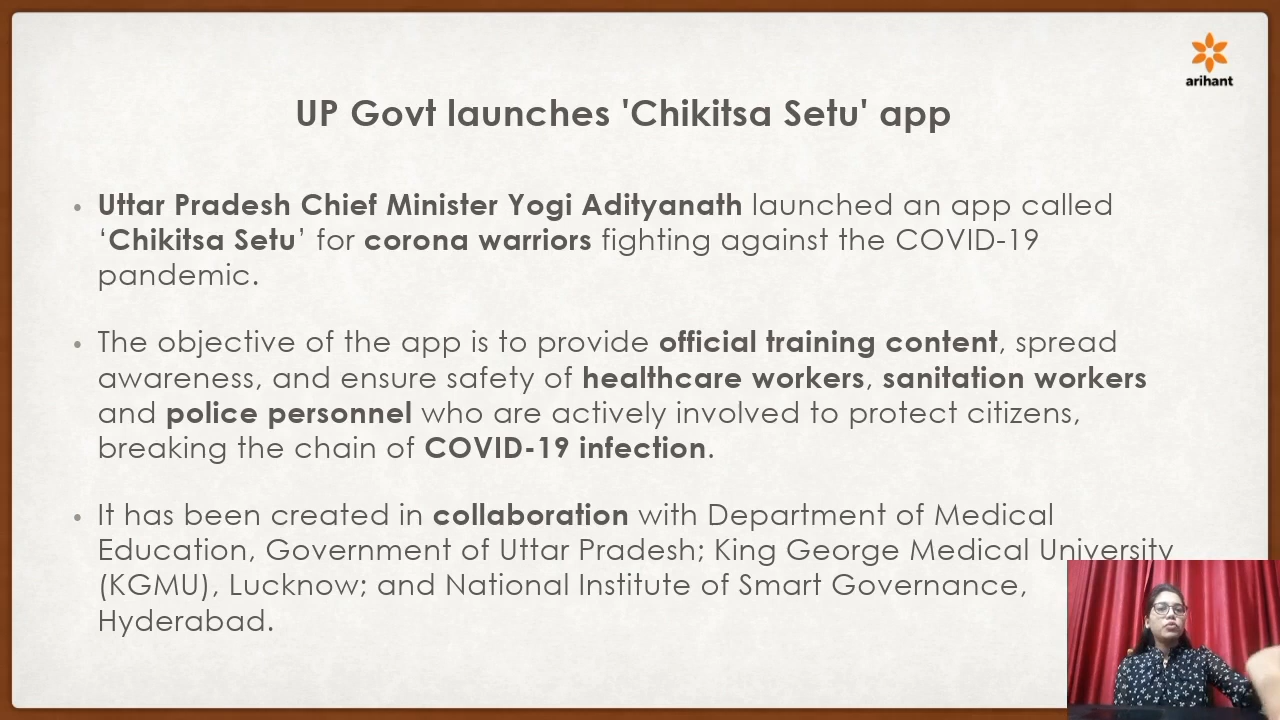 arihant
UP Govt launches 'Chikitsa Setu' app
• Uttar Pradesh Chief Minister Yogi Adityanath launched an app called
‘Chikitsa Setu’ for corona warriors fighting against the COVID-19
pandemic.
• The objective of the app is to provide official training content, spread
awareness, and ensure safety of healthcare workers, sanitation workers
and police personnel who are actively involved to protect citizens,
breaking the chain of COVID-19 infection.
• It has been created in collaboration with Department of Medical
Education, Government of Uttar Pradesh; King George Medical University
(KGMU), Lucknow; and National Institute of Smart Governance,
Hyderabad.